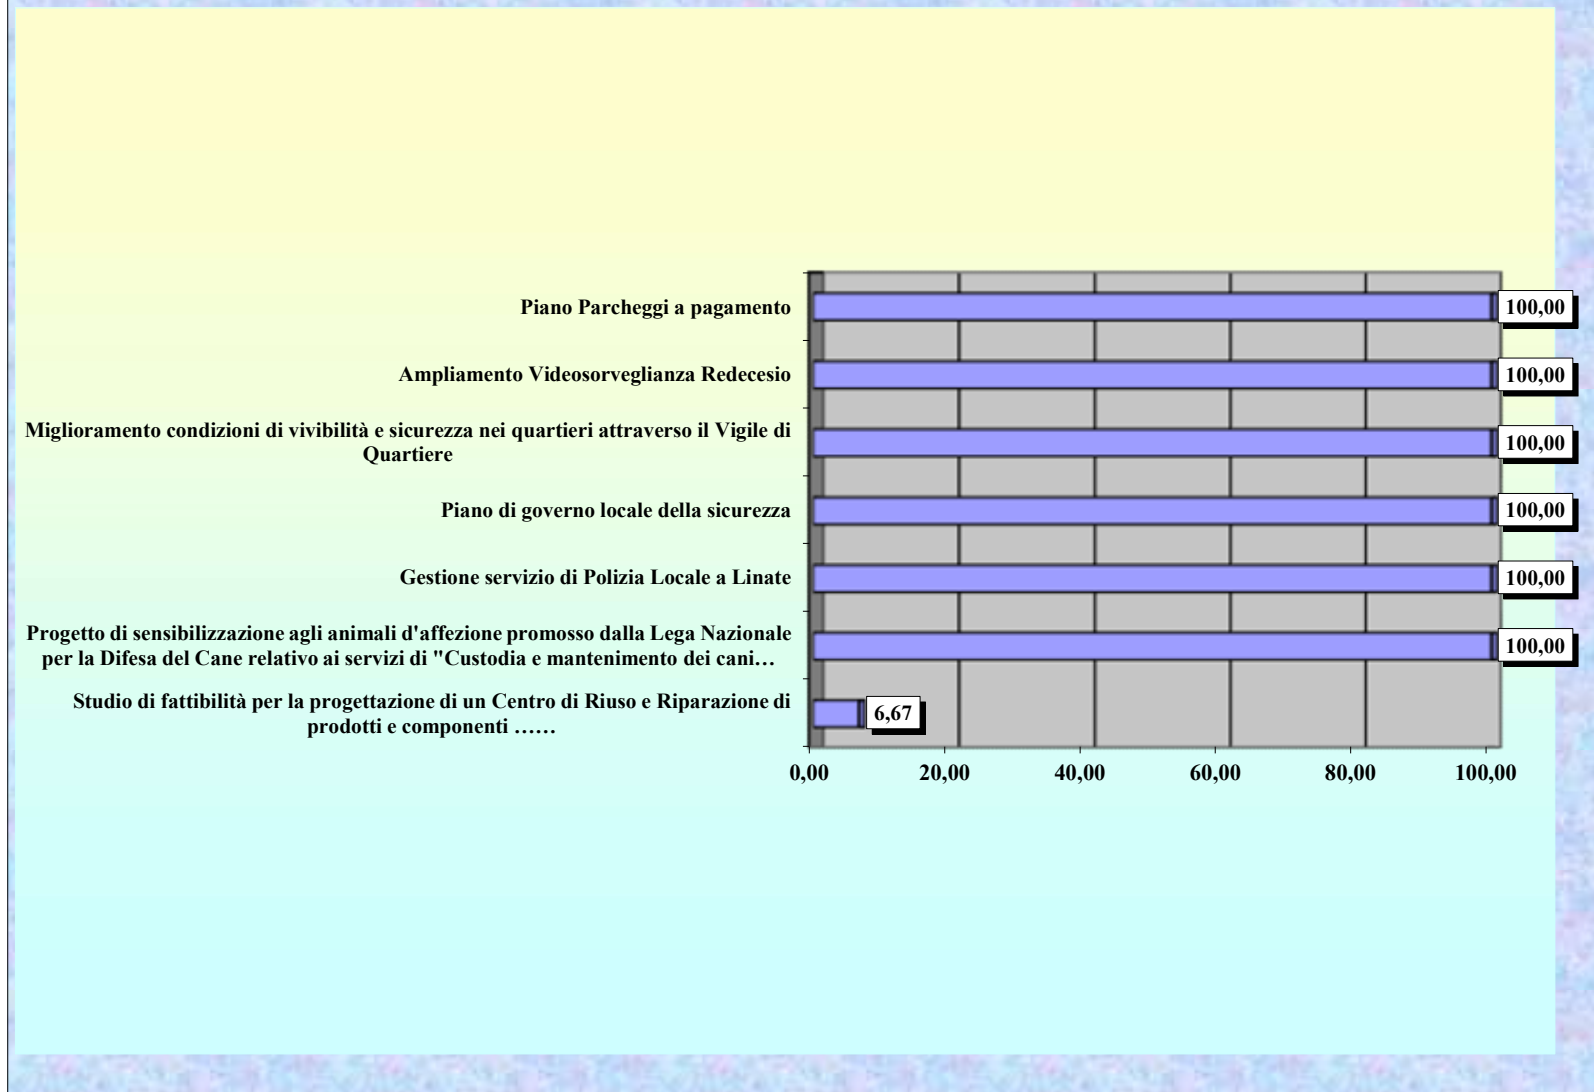 Piano Parcheggi a pagamento
100,00
Ampliamento Videosorveglianza Redecesio
100,00
Miglioramento condizioni di vivibilità e sicurezza nei quartieri attraverso il Vigile di
Quartiere
100,00
Piano di governo locale della sicurezza
100,00
Gestione servizio di Polizia Locale a Linate
100,00
Progetto di sensibilizzazione agli animali d'affezione promosso dalla Lega Nazionale
per la Difesa del Cane relativo ai servizi di "Custodia e mantenimento dei cani…
100,00
Studio di fattibilità per la progettazione di un Centro di Riuso e Riparazione di
prodotti e componenti ……
6,67
0,00 20,00 40,00 60,00 80,00 100,00